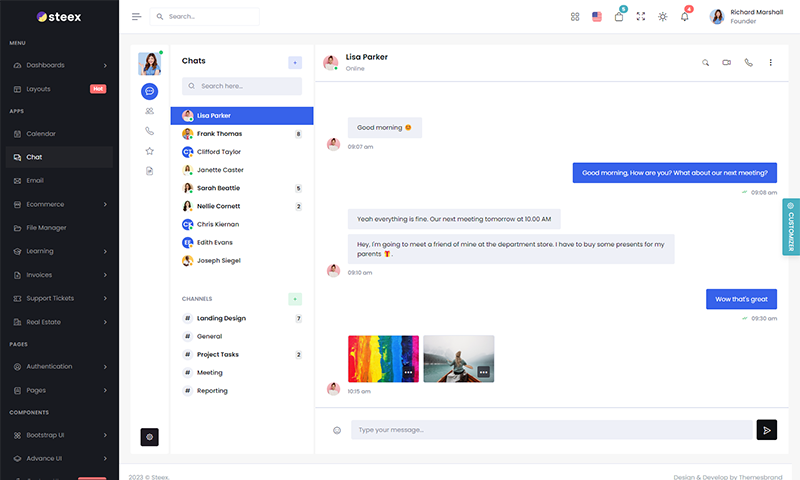 steex
Search...
5
4
Richard Marshall
Founder
MENU
Dashboards
Layouts
Hot
APPS
Calendar
Chat
Email
Ecommerce
File Manager
Learning
Invoices
Support Tickets
Real Estate
PAGES
Authentication
Pages
COMPONENTS
Bootstrap UI
Advance UI
Chats
+
Search here...
Lisa Parker
Frank Thomas
8
CT
Clifford Taylor
Janette Caster
Sarah Beattie
5
Nellie Cornett
2
CK
Chris Kiernan
EE
Edith Evans
Joseph Siegel
CHANNELS
+
# Landing Design
7
# General
# Project Tasks
2
# Meeting
# Reporting
Lisa Parker
Online
Good morning 😊
09:07 am
Good morning, How are you? What about our next meeting?
09:08 am
Yeah everything is fine. Our next meeting tomorrow at 10.00 AM
Hey, I'm going to meet a friend of mine at the department store. I have to buy some presents for my
parents 🎁.
09:10 am
Wow that's great
09:30 am
10:15 am
Type your message...
CUSTOMIZER
2023 © Steex.
Design & Develop by Themesbrand